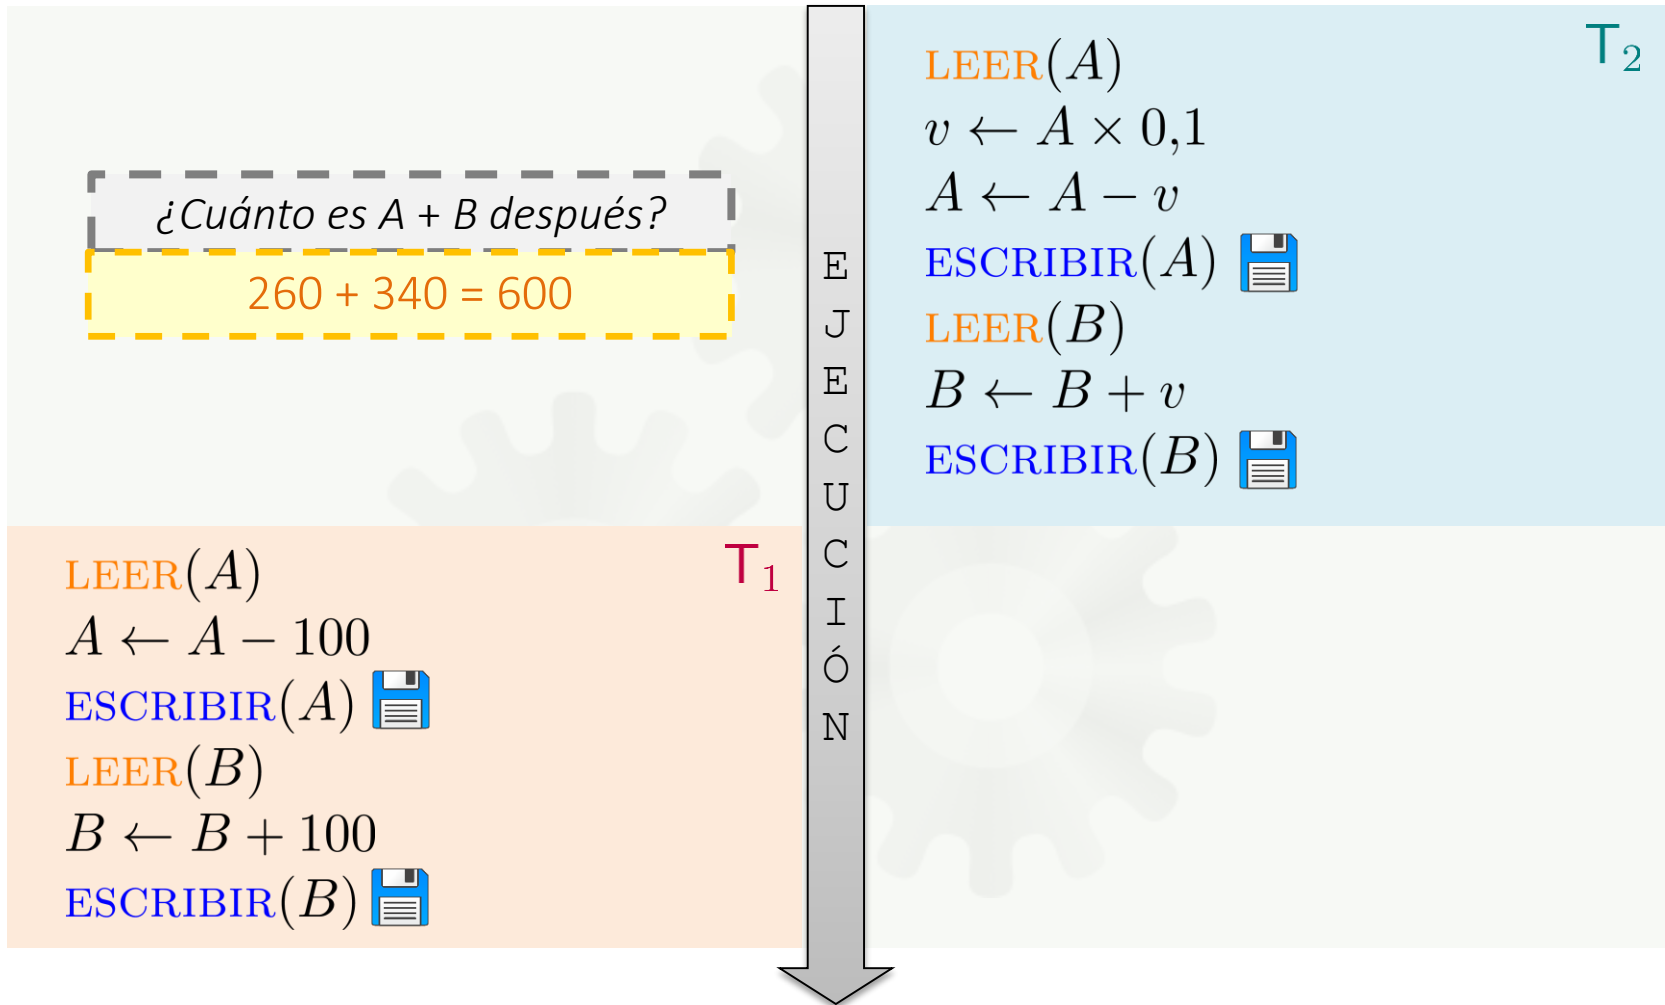 T₂
LEER(A)
v ← A × 0,1
A ← A − v
ESCRIBIR(A)
LEER(B)
B ← B + v
ESCRIBIR(B)
¿Cuánto es A + B después?
260 + 340 = 600
EJECUCIÓN
T₁
LEER(A)
A ← A − 100
ESCRIBIR(A)
LEER(B)
B ← B + 100
ESCRIBIR(B)